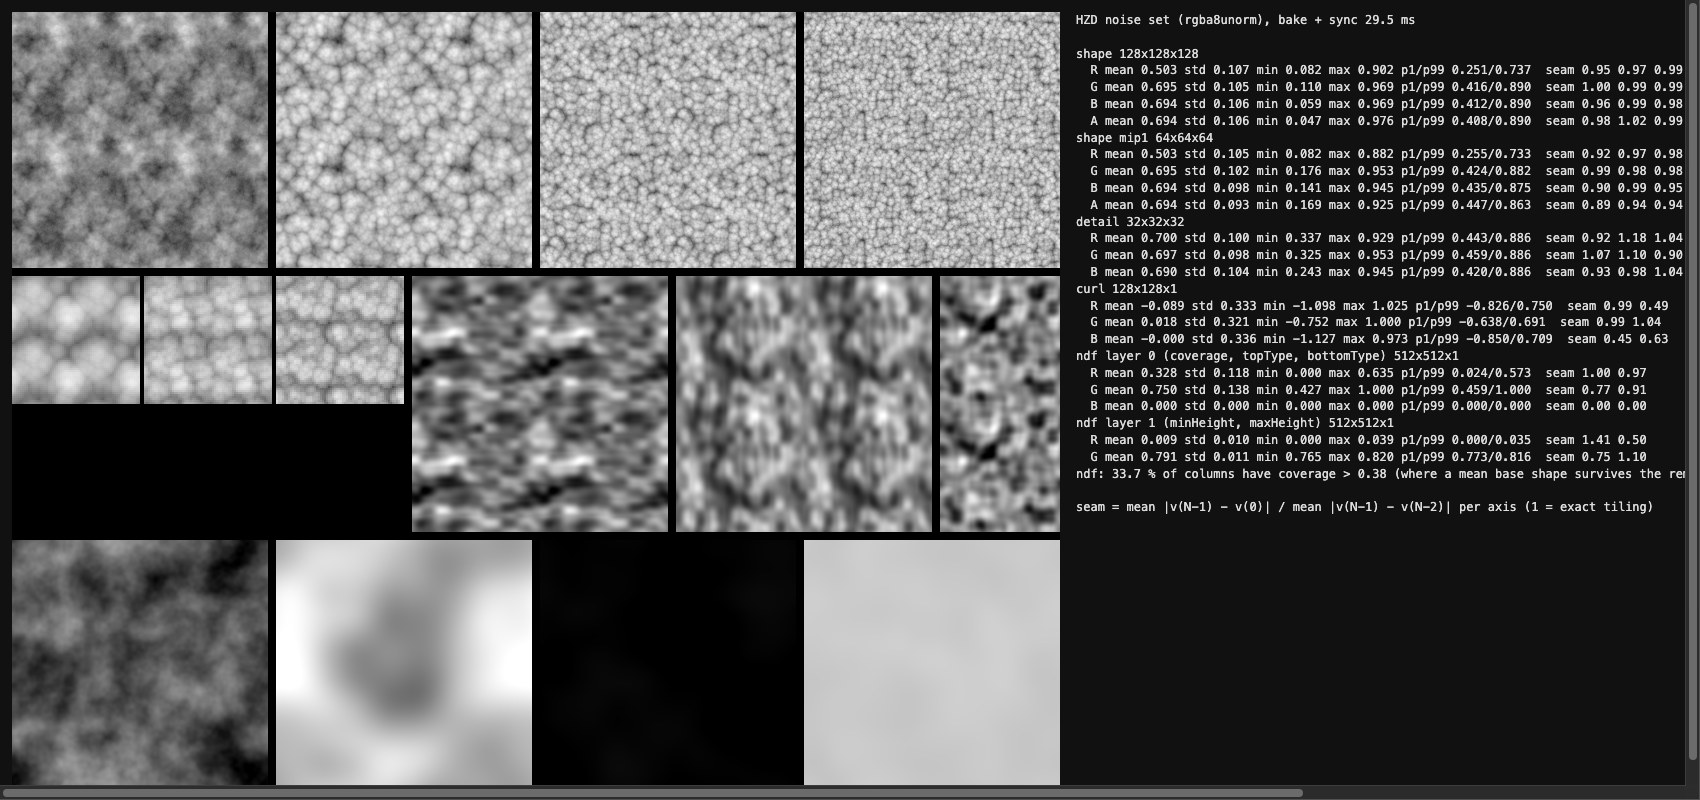 HZD noise set (rgba8unorm), bake + sync 29.5 ms
shape 128x128x128
R mean 0.503 std 0.107 min 0.082 max 0.902 p1/p99 0.251/0.737 seam 0.95 0.97 0.99
G mean 0.695 std 0.105 min 0.110 max 0.969 p1/p99 0.416/0.890 seam 1.00 0.99 0.99
B mean 0.694 std 0.106 min 0.059 max 0.969 p1/p99 0.412/0.890 seam 0.96 0.99 0.98
A mean 0.694 std 0.106 min 0.047 max 0.976 p1/p99 0.408/0.890 seam 0.98 1.02 0.99
shape mip1 64x64x64
R mean 0.503 std 0.105 min 0.082 max 0.882 p1/p99 0.255/0.733 seam 0.92 0.97 0.98
G mean 0.695 std 0.102 min 0.176 max 0.953 p1/p99 0.424/0.882 seam 0.99 0.98 0.98
B mean 0.694 std 0.098 min 0.141 max 0.945 p1/p99 0.435/0.875 seam 0.90 0.99 0.95
A mean 0.694 std 0.093 min 0.169 max 0.925 p1/p99 0.447/0.863 seam 0.89 0.94 0.94
detail 32x32x32
R mean 0.700 std 0.100 min 0.337 max 0.929 p1/p99 0.443/0.886 seam 0.92 1.18 1.04
G mean 0.697 std 0.098 min 0.325 max 0.953 p1/p99 0.459/0.886 seam 1.07 1.10 0.90
B mean 0.690 std 0.104 min 0.243 max 0.945 p1/p99 0.420/0.886 seam 0.93 0.98 1.04
curl 128x128x1
R mean −0.089 std 0.333 min −1.098 max 1.025 p1/p99 −0.826/0.750 seam 0.99 0.49
G mean 0.018 std 0.321 min −0.752 max 1.000 p1/p99 −0.638/0.691 seam 0.99 1.04
B mean −0.000 std 0.336 min −1.127 max 0.973 p1/p99 −0.850/0.709 seam 0.45 0.63
ndf layer 0 (coverage, topType, bottomType) 512x512x1
R mean 0.328 std 0.118 min 0.000 max 0.635 p1/p99 0.024/0.573 seam 1.00 0.97
G mean 0.750 std 0.138 min 0.427 max 1.000 p1/p99 0.459/1.000 seam 0.77 0.91
B mean 0.000 std 0.000 min 0.000 max 0.000 p1/p99 0.000/0.000 seam 0.00 0.00
ndf layer 1 (minHeight, maxHeight) 512x512x1
R mean 0.009 std 0.010 min 0.000 max 0.039 p1/p99 0.000/0.035 seam 1.41 0.50
G mean 0.791 std 0.011 min 0.765 max 0.820 p1/p99 0.773/0.816 seam 0.75 1.10
ndf: 33.7 % of columns have coverage > 0.38 (where a mean base shape survives the
seam = mean |v(N−1) − v(0)| / mean |v(N−1) − v(N−2)| per axis (1 = exact tiling)